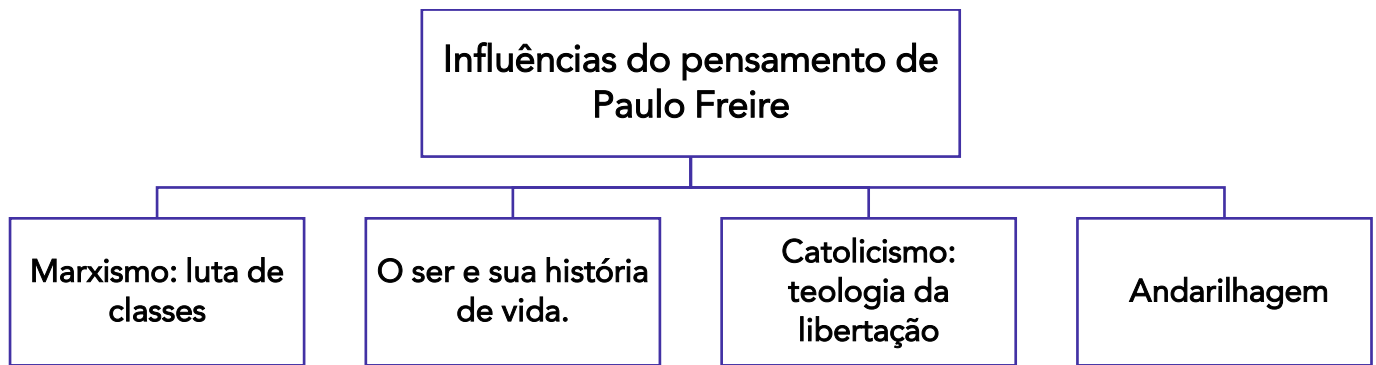 Influências do pensamento de
Paulo Freire
Marxismo: luta de
classes
O ser e sua história
de vida.
Catolicismo:
teologia da
libertação
Andarilhagem